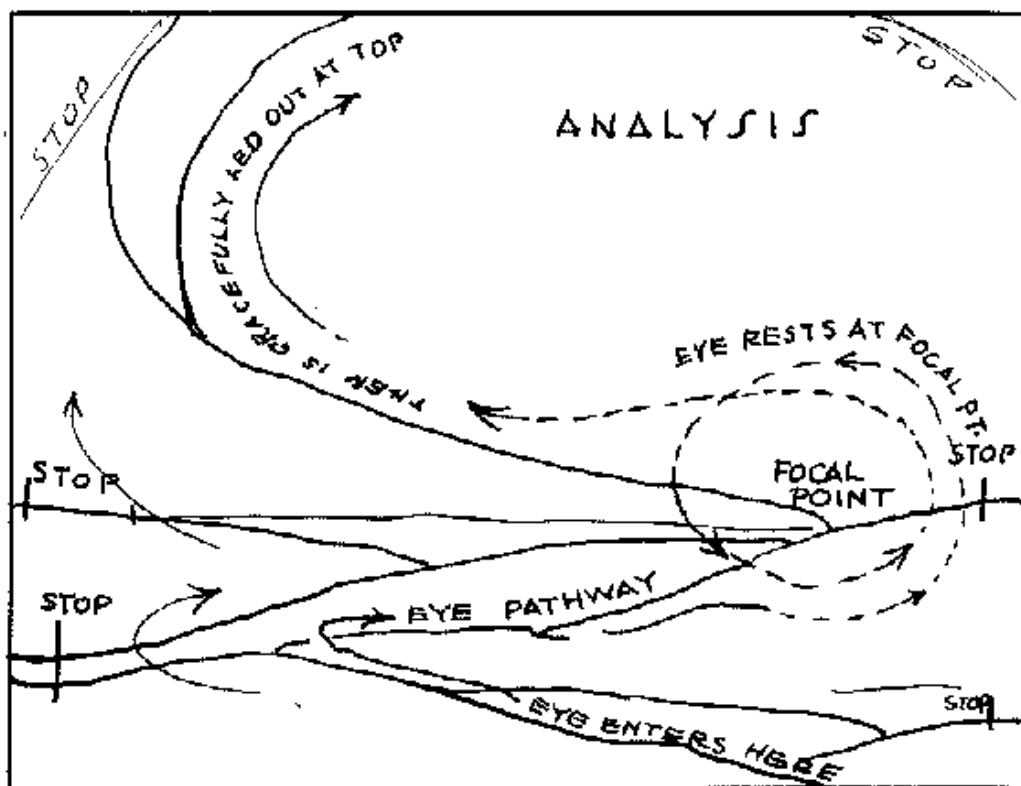 STOP
STOP
ANALYSIS
THEN IS GRACEFULLY LED OUT AT TOP
EYE RESTS AT FOCAL PT.
STOP
STOP
FOCAL
POINT
STOP
EYE PATHWAY
STOP
EYE ENTERS HERE